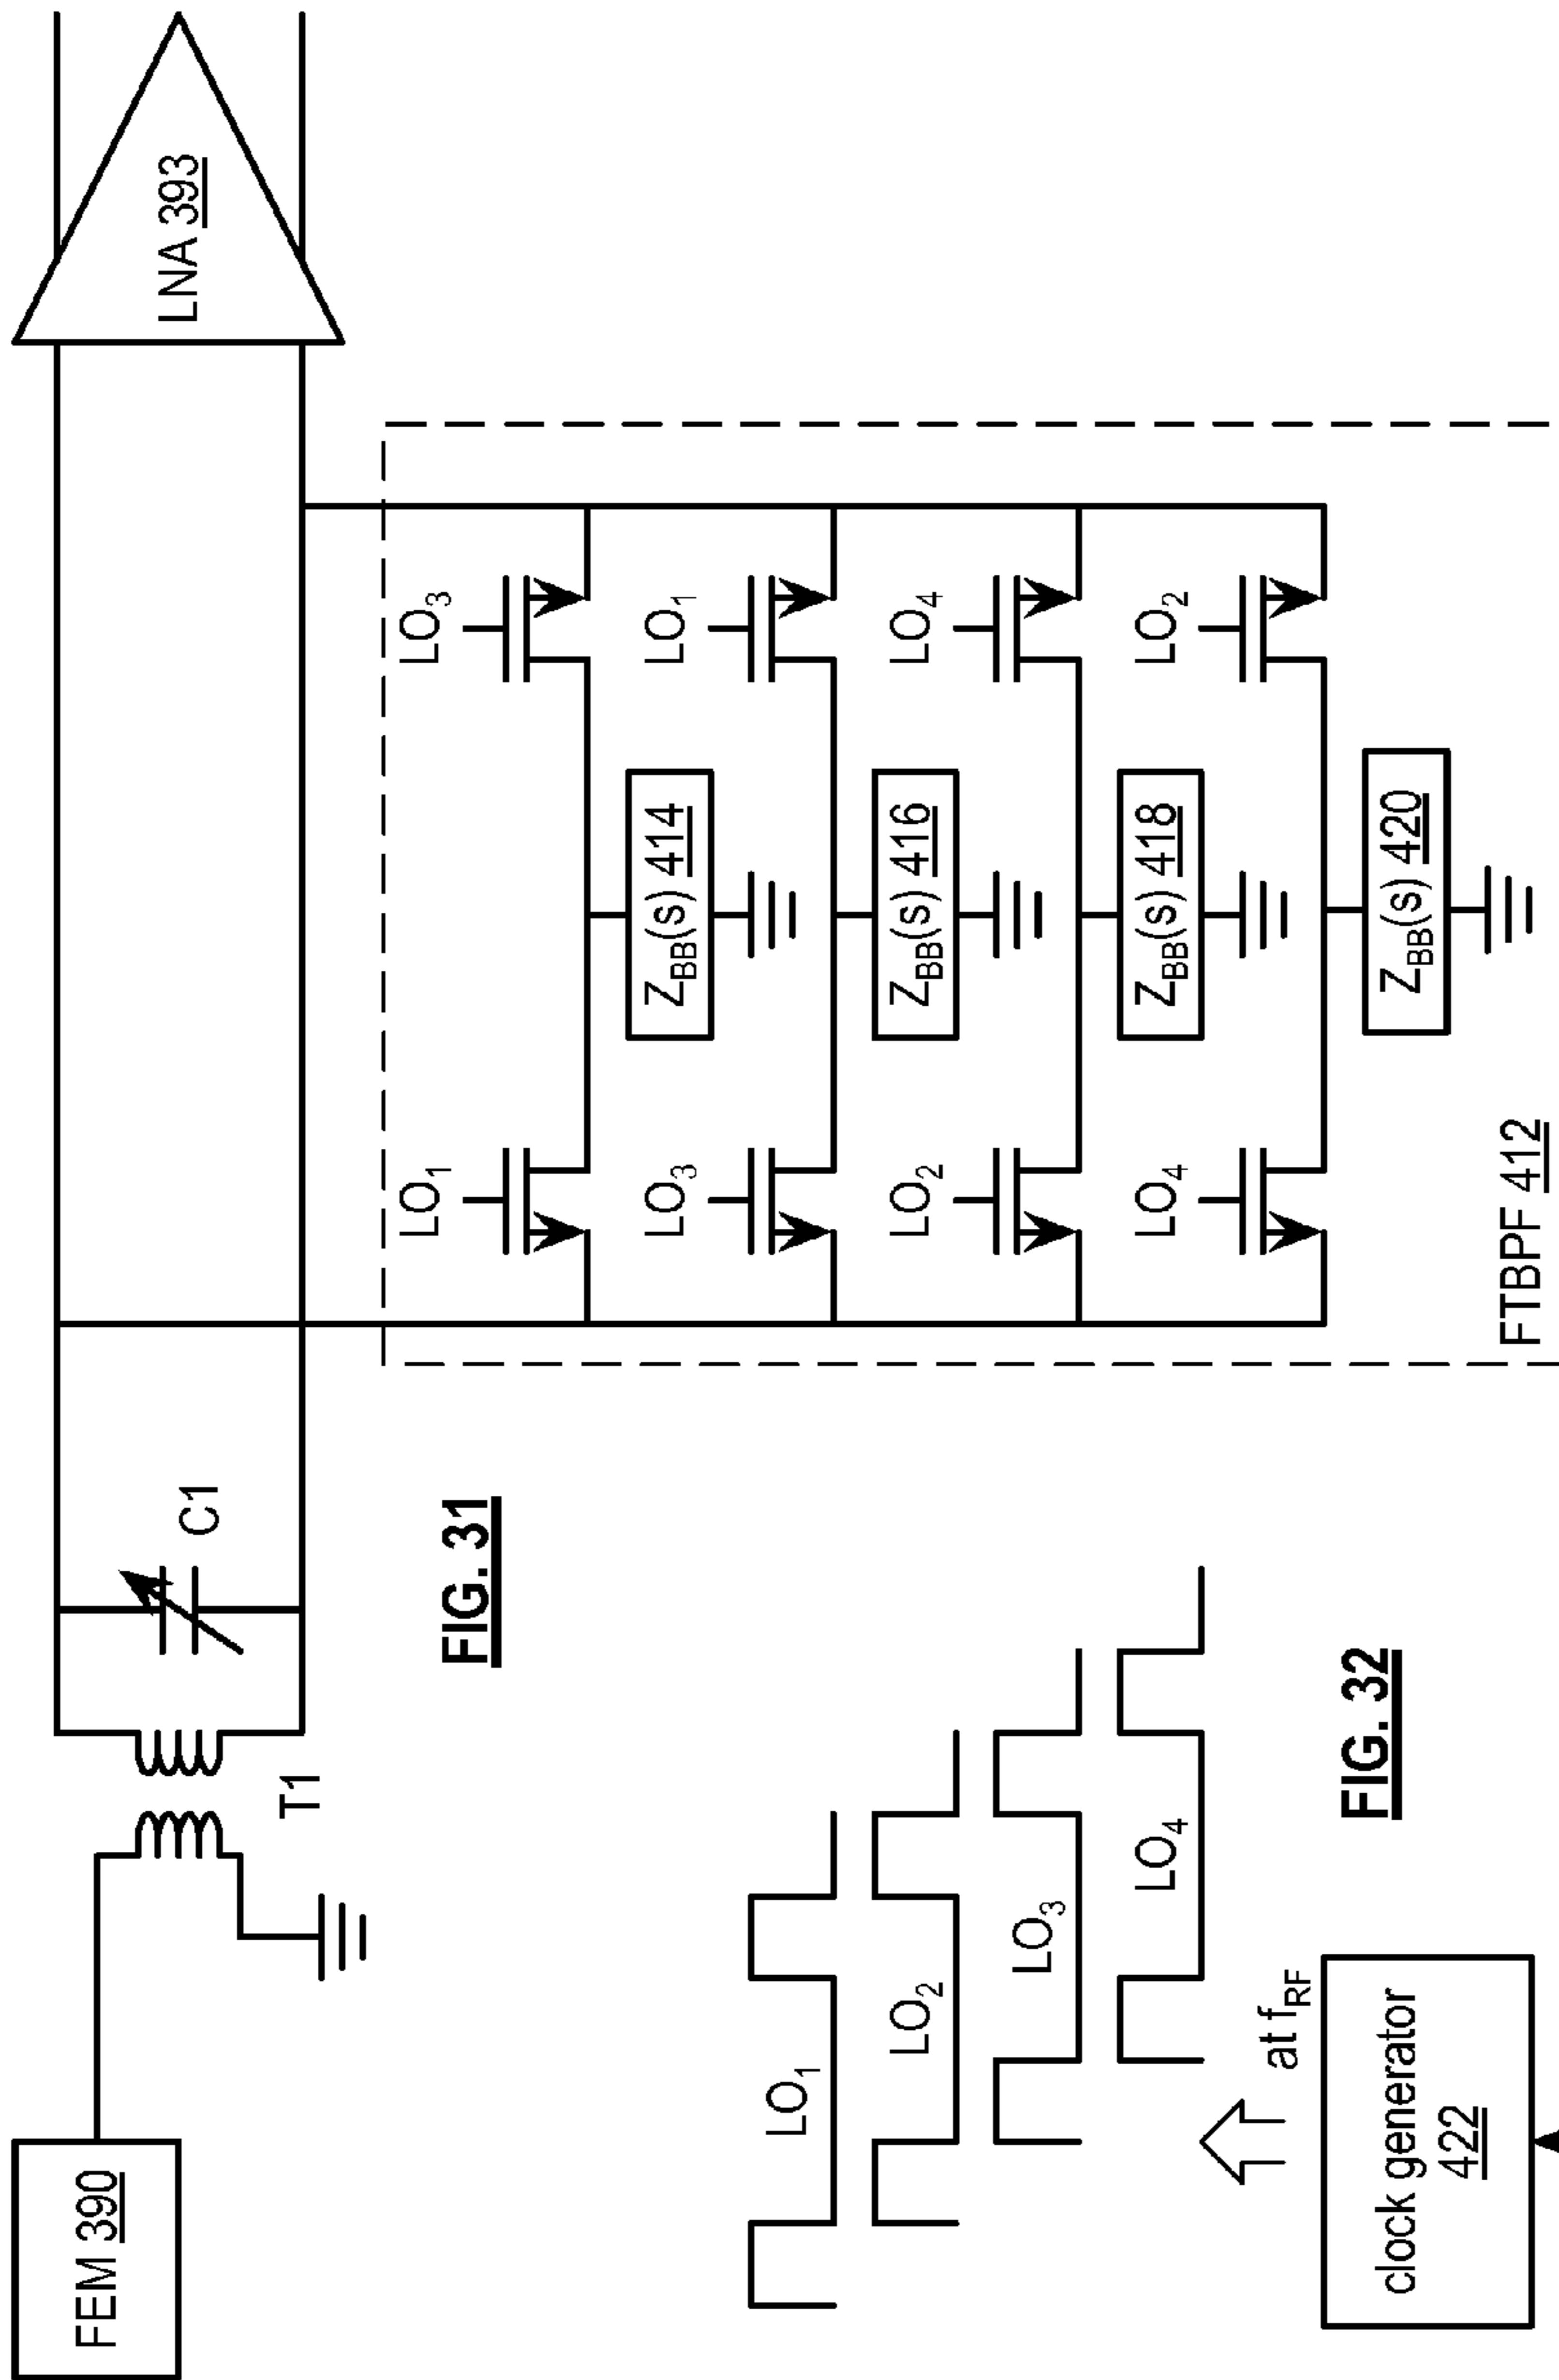 FEM 390
T1
C1
LNA 393
LO1
LO3
ZBB(s) 414
LO3
LO1
ZBB(s) 416
LO2
LO4
ZBB(s) 418
LO4
LO2
ZBB(s) 420
FTBPF 412
FIG. 31
LO1
LO2
LO3
LO4
at fRF
clock generator
422
FIG. 32